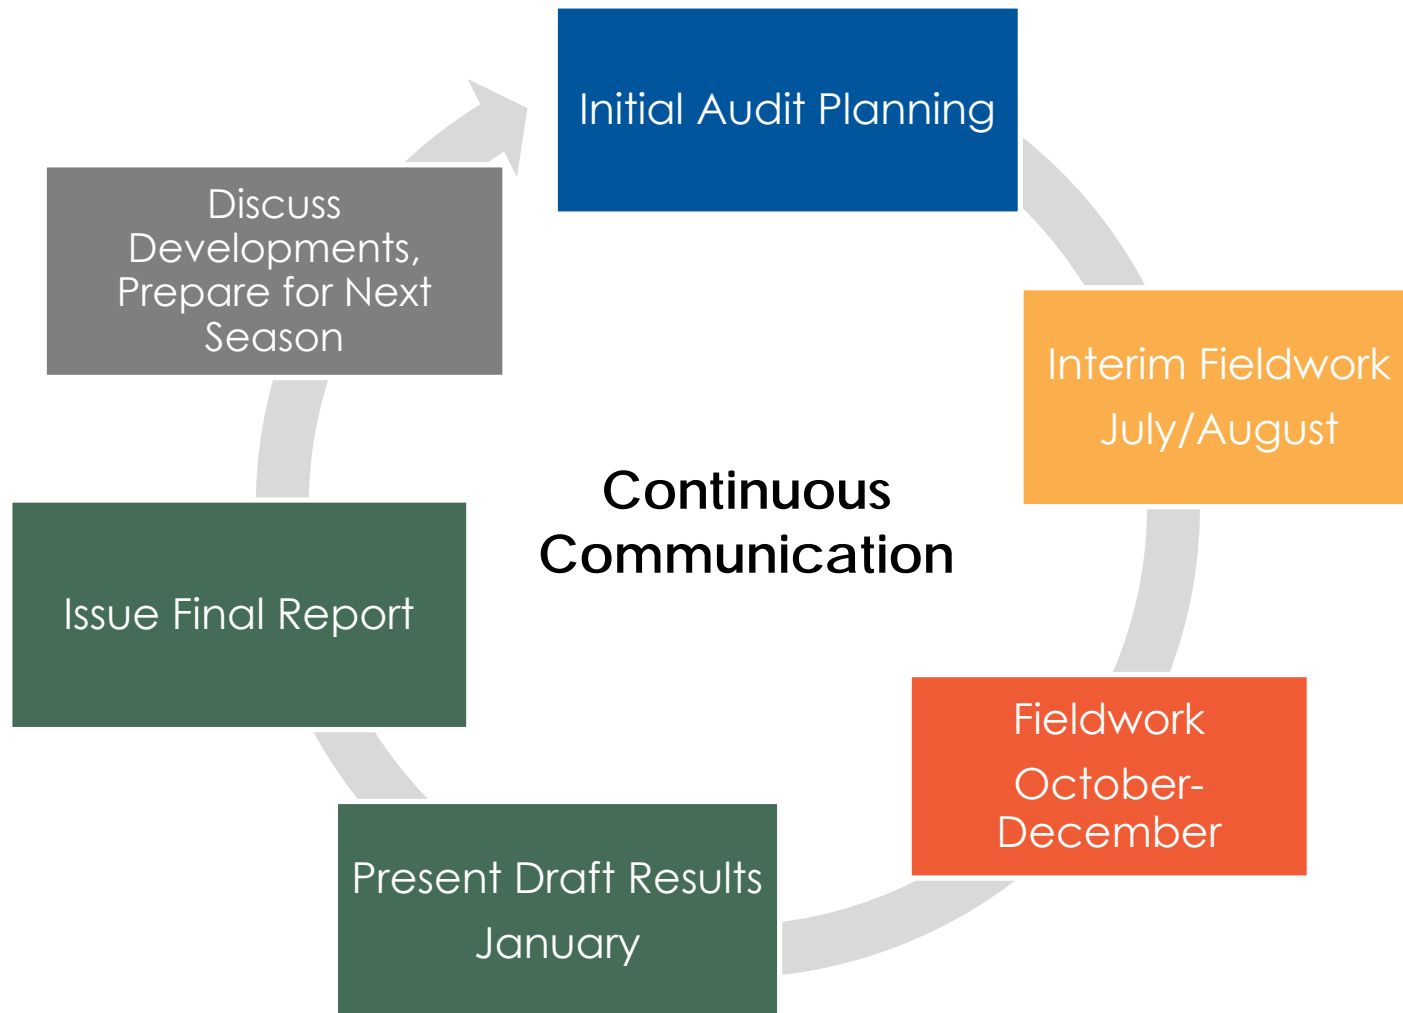 Initial Audit Planning
Interim Fieldwork
July/August
Fieldwork
October-
December
Present Draft Results
January
Issue Final Report
Discuss
Developments,
Prepare for Next
Season
Continuous
Communication